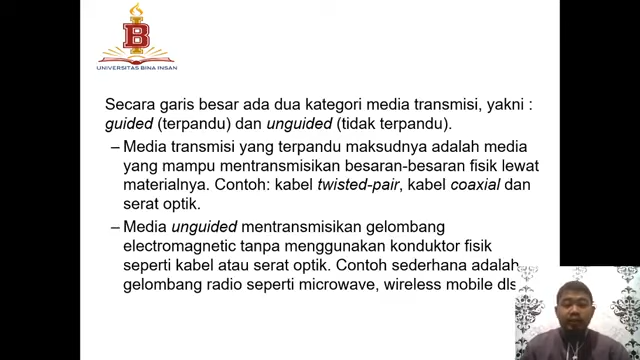 B
UNIVERSITAS BINA INSAN
Secara garis besar ada dua kategori media transmisi, yakni :
guided (terpandu) dan unguided (tidak terpandu).
– Media transmisi yang terpandu maksudnya adalah media
yang mampu mentransmisikan besaran-besaran fisik lewat
materialnya. Contoh: kabel twisted-pair, kabel coaxial dan
serat optik.
– Media unguided mentransmisikan gelombang
electromagnetic tanpa menggunakan konduktor fisik
seperti kabel atau serat optik. Contoh sederhana adalah
gelombang radio seperti microwave, wireless mobile dls